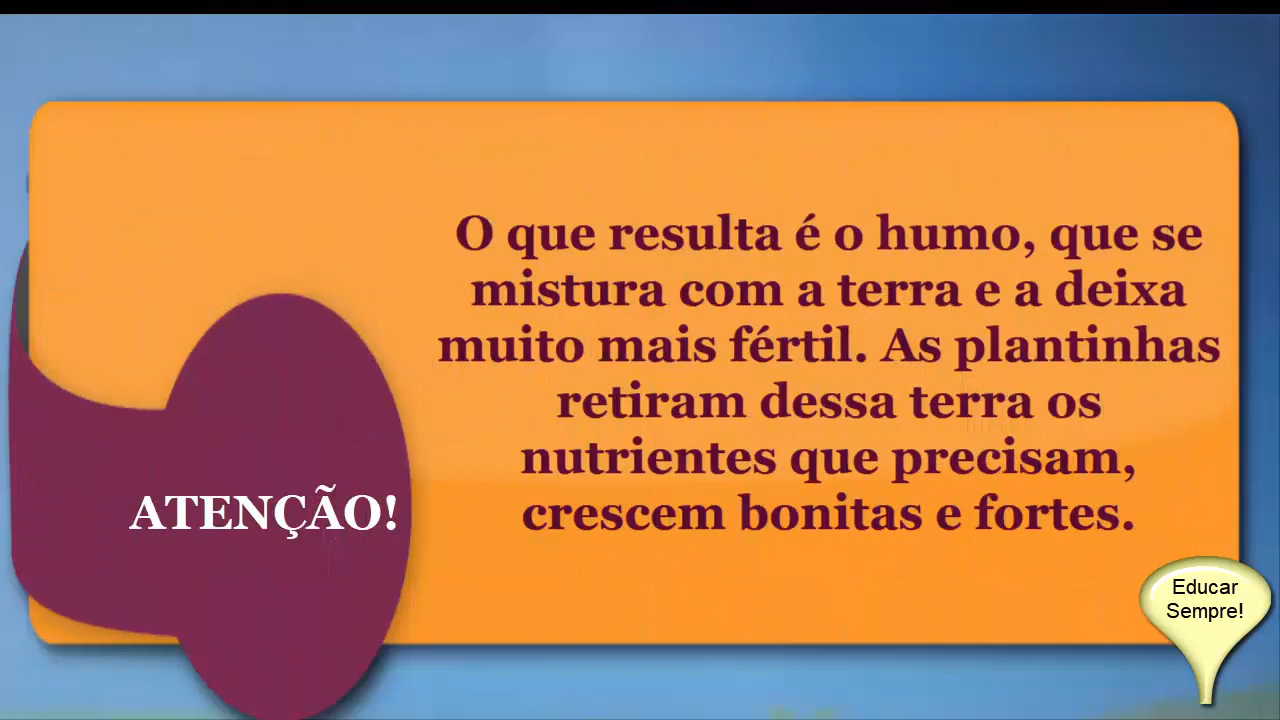 O que resulta é o humo, que se
mistura com a terra e a deixa
muito mais fértil. As plantinhas
retiram dessa terra os
nutrientes que precisam,
crescem bonitas e fortes.
ATENÇÃO!
Educar
Sempre!